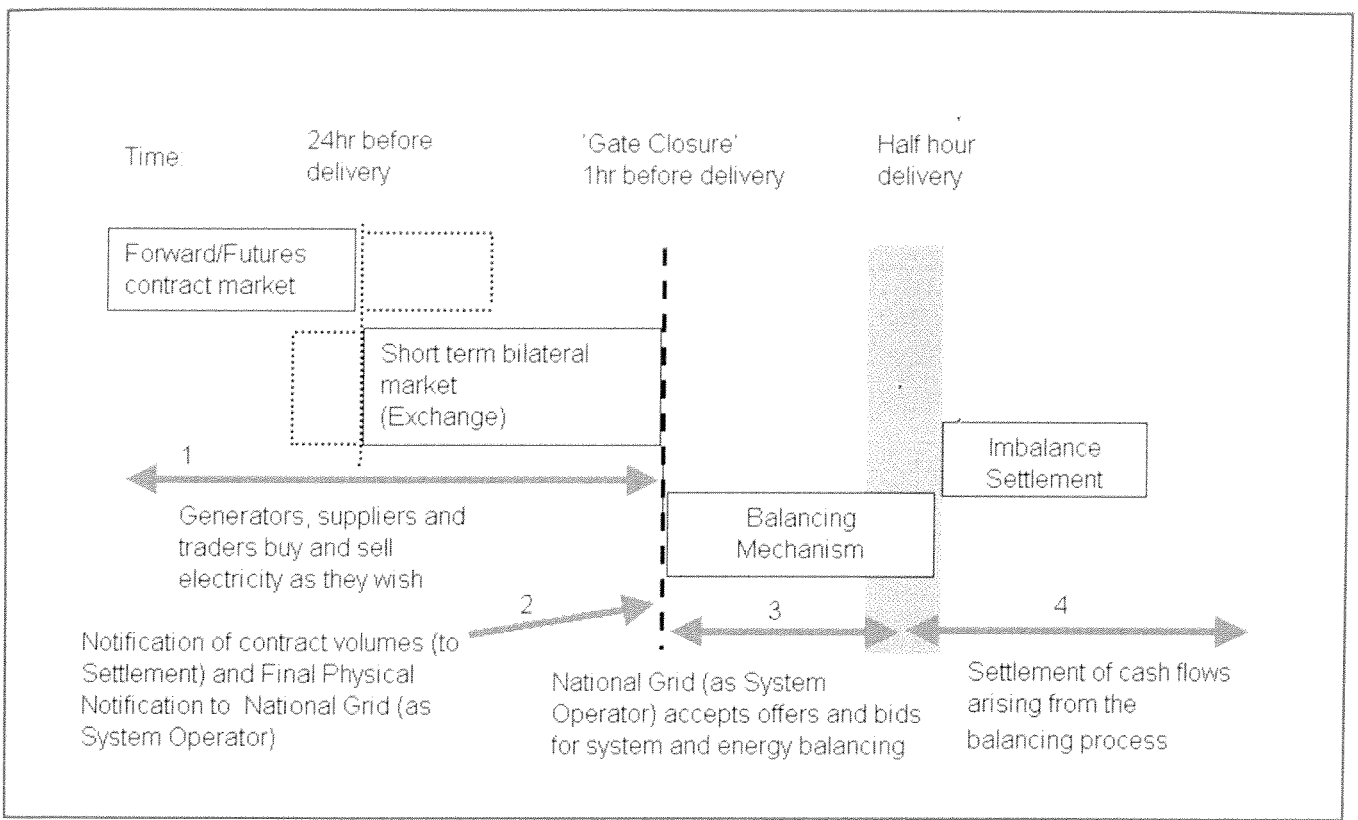 Time:
24hr before
delivery
'Gate Closure'
1hr before delivery
Half hour
delivery
Forward/Futures
contract market
Short term bilateral
market
(Exchange)
1
Generators, suppliers and
traders buy and sell
electricity as they wish
Imbalance
Settlement
Balancing
Mechanism
2
3
4
Notification of contract volumes (to
Settlement) and Final Physical
Notification to National Grid (as
System Operator)
National Grid (as System
Operator) accepts offers and bids
for system and energy balancing
Settlement of cash flows
arising from the
balancing process